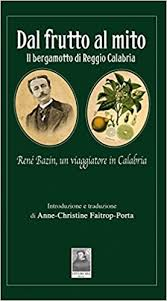 Dal frutto al mito
Il bergamotto di Reggio Calabria
René Bazin, un viaggiatore in Calabria
Introduzione e traduzione
di Anne-Christine Faitrop-Porta